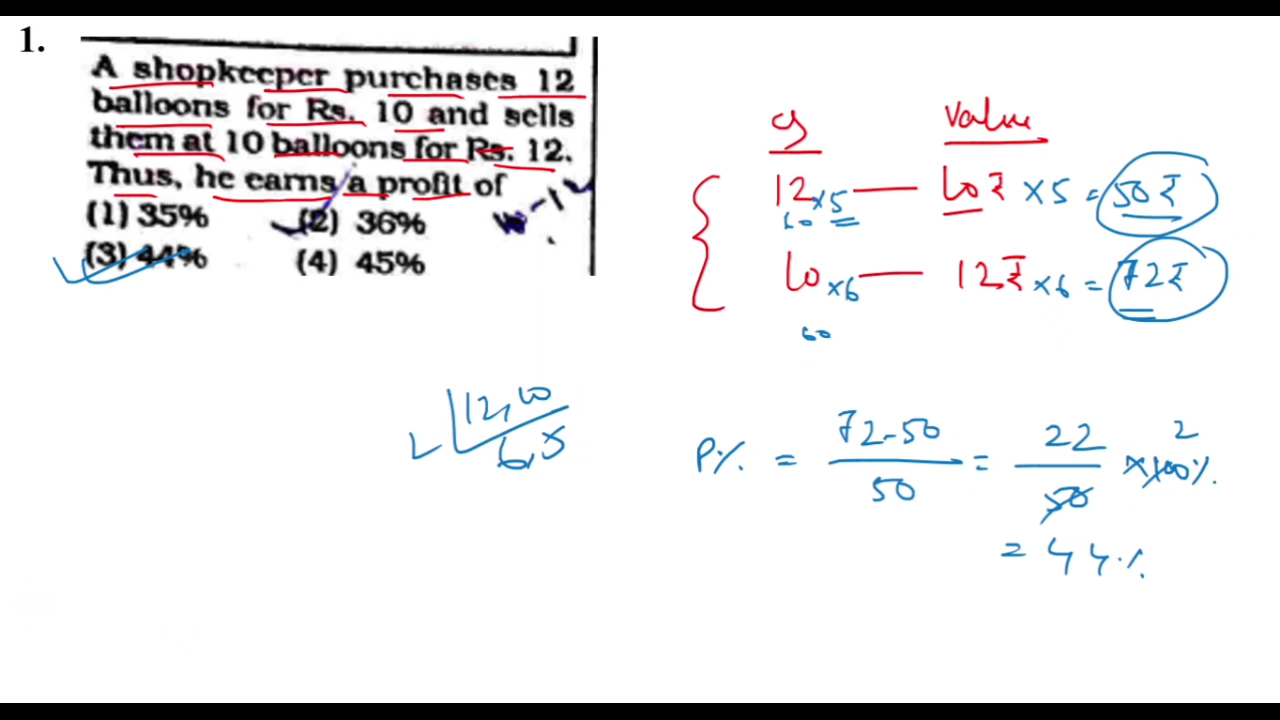 1.
A shopkeeper purchases 12
balloons for Rs. 10 and sells
them at 10 balloons for Rs. 12.
Thus, he earns a profit of
(1) 35% (2) 36%
(3) 44% (4) 45%
value
12 ×5 — 10₹ ×5 = 50₹
60
10 ×6 — 12₹ ×6 = 72₹
60
2 12, 10
6, 5
P% = 72-50 / 50 = 22 / 50 × 100% 2
= 44%